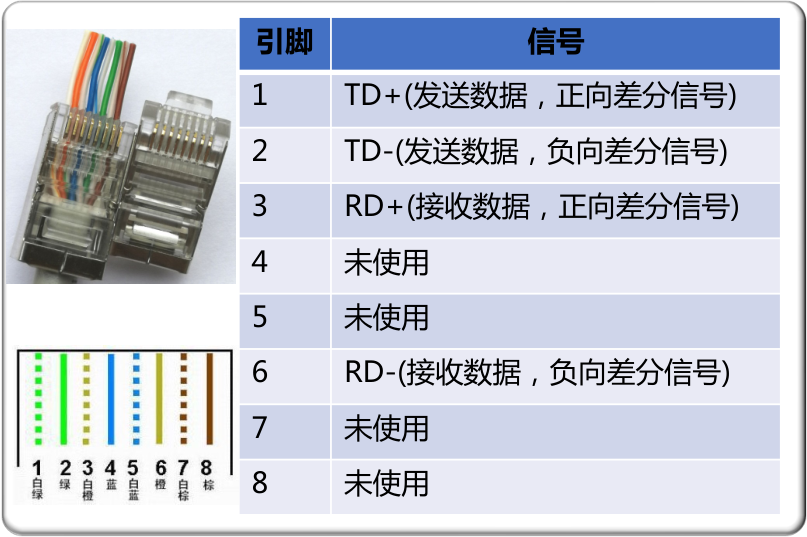 引脚 信号
1 TD+(发送数据，正向差分信号)
2 TD-(发送数据，负向差分信号)
3 RD+(接收数据，正向差分信号)
4 未使用
5 未使用
6 RD-(接收数据，负向差分信号)
7 未使用
8 未使用
1 2 3 4 5 6 7 8
白绿 绿 白橙 蓝 白蓝 橙 白棕 棕